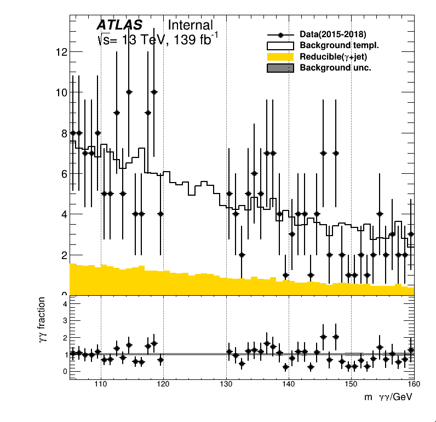 ATLAS Internal
√s= 13 TeV, 139 fb⁻¹
Data(2015-2018)
Background templ.
Reducible(γ+jet)
Background unc.
12
10
8
6
4
2
γγ fraction
4
3
2
1
0
110 120 130 140 150 160
m γγ/GeV